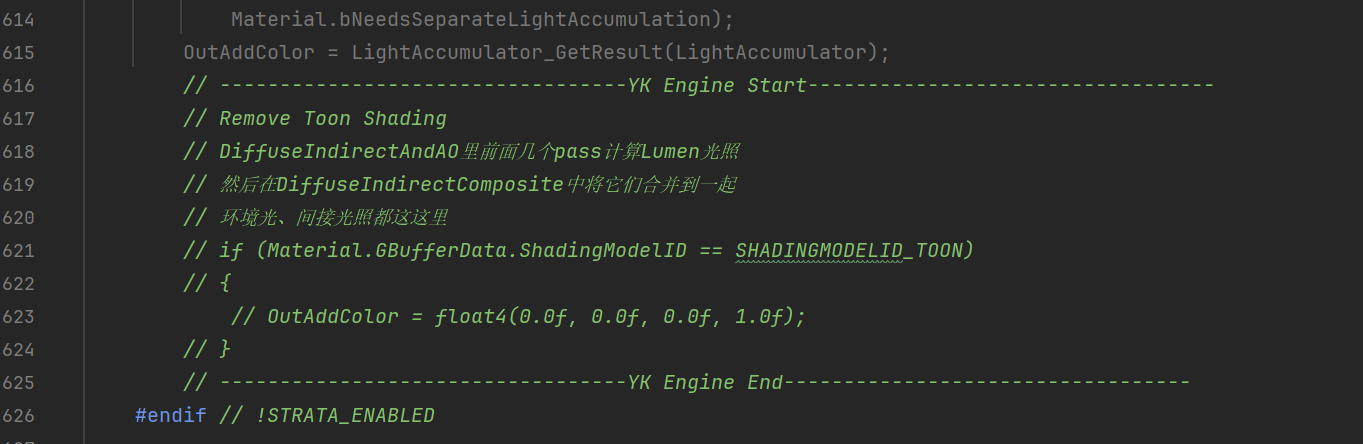 614 Material.bNeedsSeparateLightAccumulation);
615 OutAddColor = LightAccumulator_GetResult(LightAccumulator);
616 // ----------------------------------YK Engine Start----------------------------------
617 // Remove Toon Shading
618 // DiffuseIndirectAndAO里前面几个pass计算Lumen光照
619 // 然后在DiffuseIndirectComposite中将它们合并到一起
620 // 环境光、间接光照都这这里
621 // if (Material.GBufferData.ShadingModelID == SHADINGMODELID_TOON)
622 // {
623 // OutAddColor = float4(0.0f, 0.0f, 0.0f, 1.0f);
624 // }
625 // ----------------------------------YK Engine End----------------------------------
626 #endif // !STRATA_ENABLED